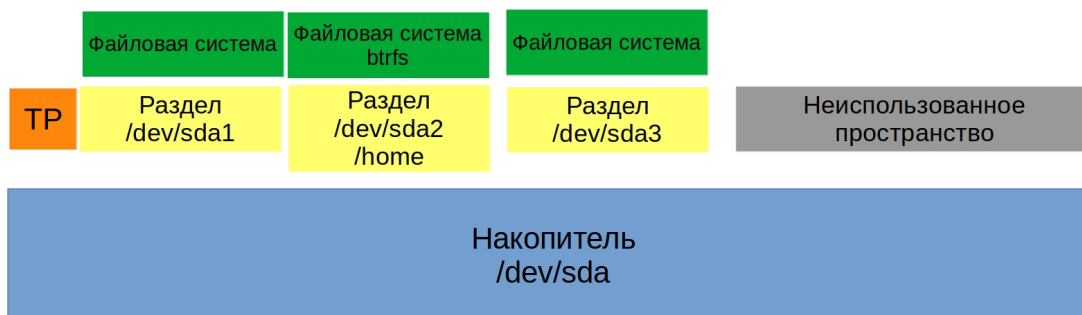 Файловая система
Файловая система
btrfs
Файловая система
ТР
Раздел
/dev/sda1
Раздел
/dev/sda2
/home
Раздел
/dev/sda3
Неиспользованное
пространство
Накопитель
/dev/sda